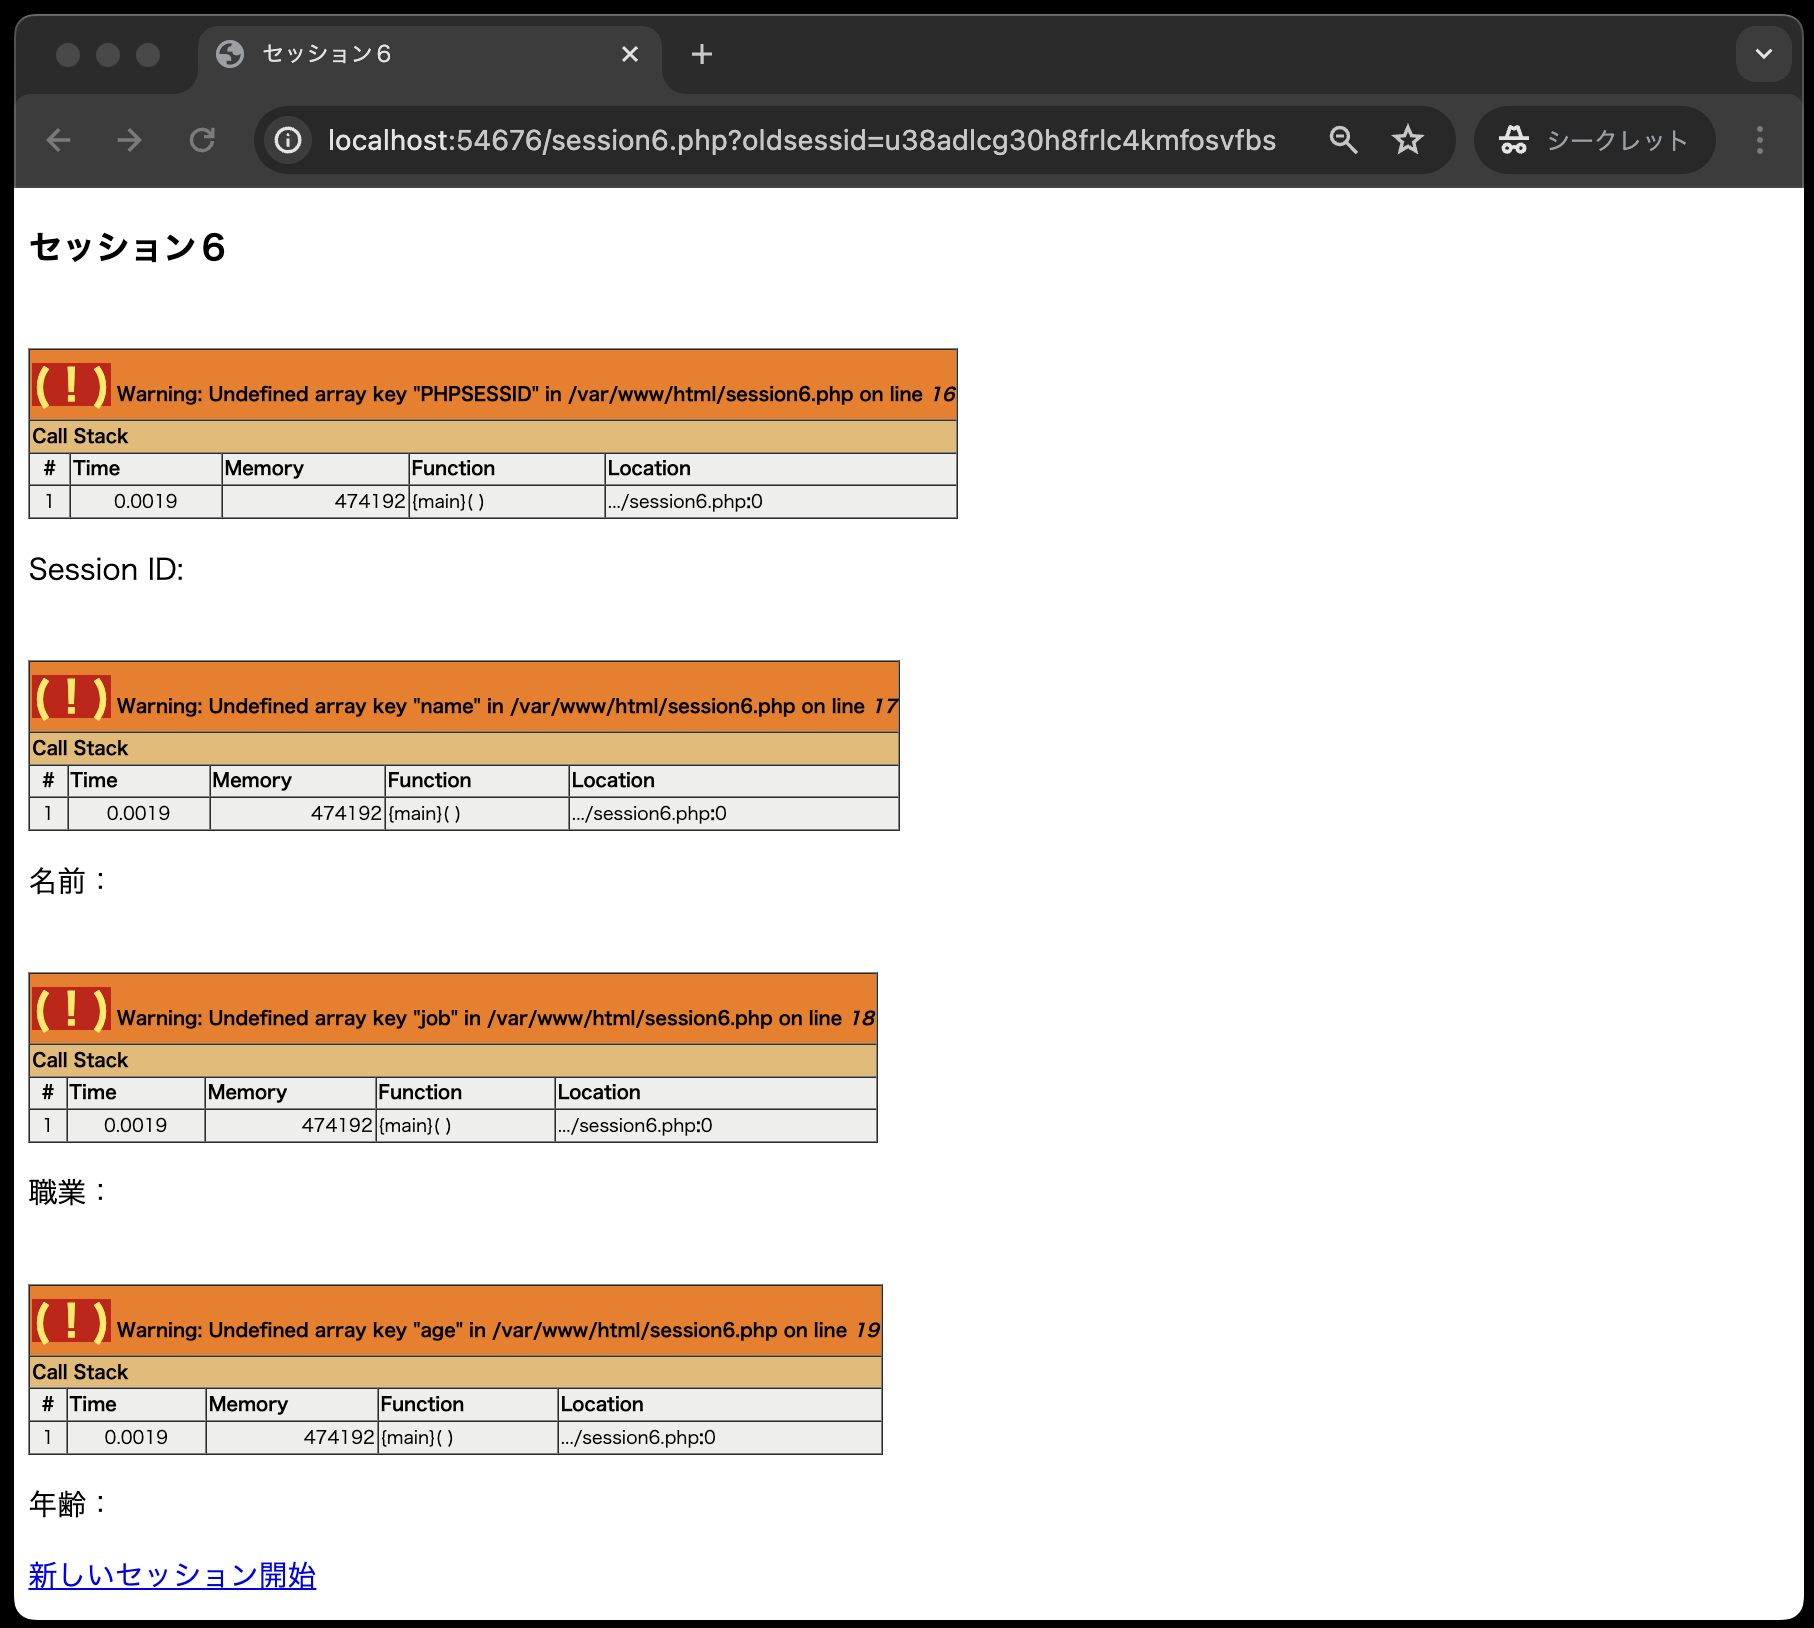 セッション6
localhost:54676/session6.php?oldsessid=u38adlcg30h8frlc4kmfosvfbs
シークレット
セッション6
( ! ) Warning: Undefined array key "PHPSESSID" in /var/www/html/session6.php on line 16
Call Stack
# Time Memory Function Location
1 0.0019 474192 {main}( ) .../session6.php:0
Session ID:
( ! ) Warning: Undefined array key "name" in /var/www/html/session6.php on line 17
Call Stack
# Time Memory Function Location
1 0.0019 474192 {main}( ) .../session6.php:0
名前：
( ! ) Warning: Undefined array key "job" in /var/www/html/session6.php on line 18
Call Stack
# Time Memory Function Location
1 0.0019 474192 {main}( ) .../session6.php:0
職業：
( ! ) Warning: Undefined array key "age" in /var/www/html/session6.php on line 19
Call Stack
# Time Memory Function Location
1 0.0019 474192 {main}( ) .../session6.php:0
年齢：
新しいセッション開始